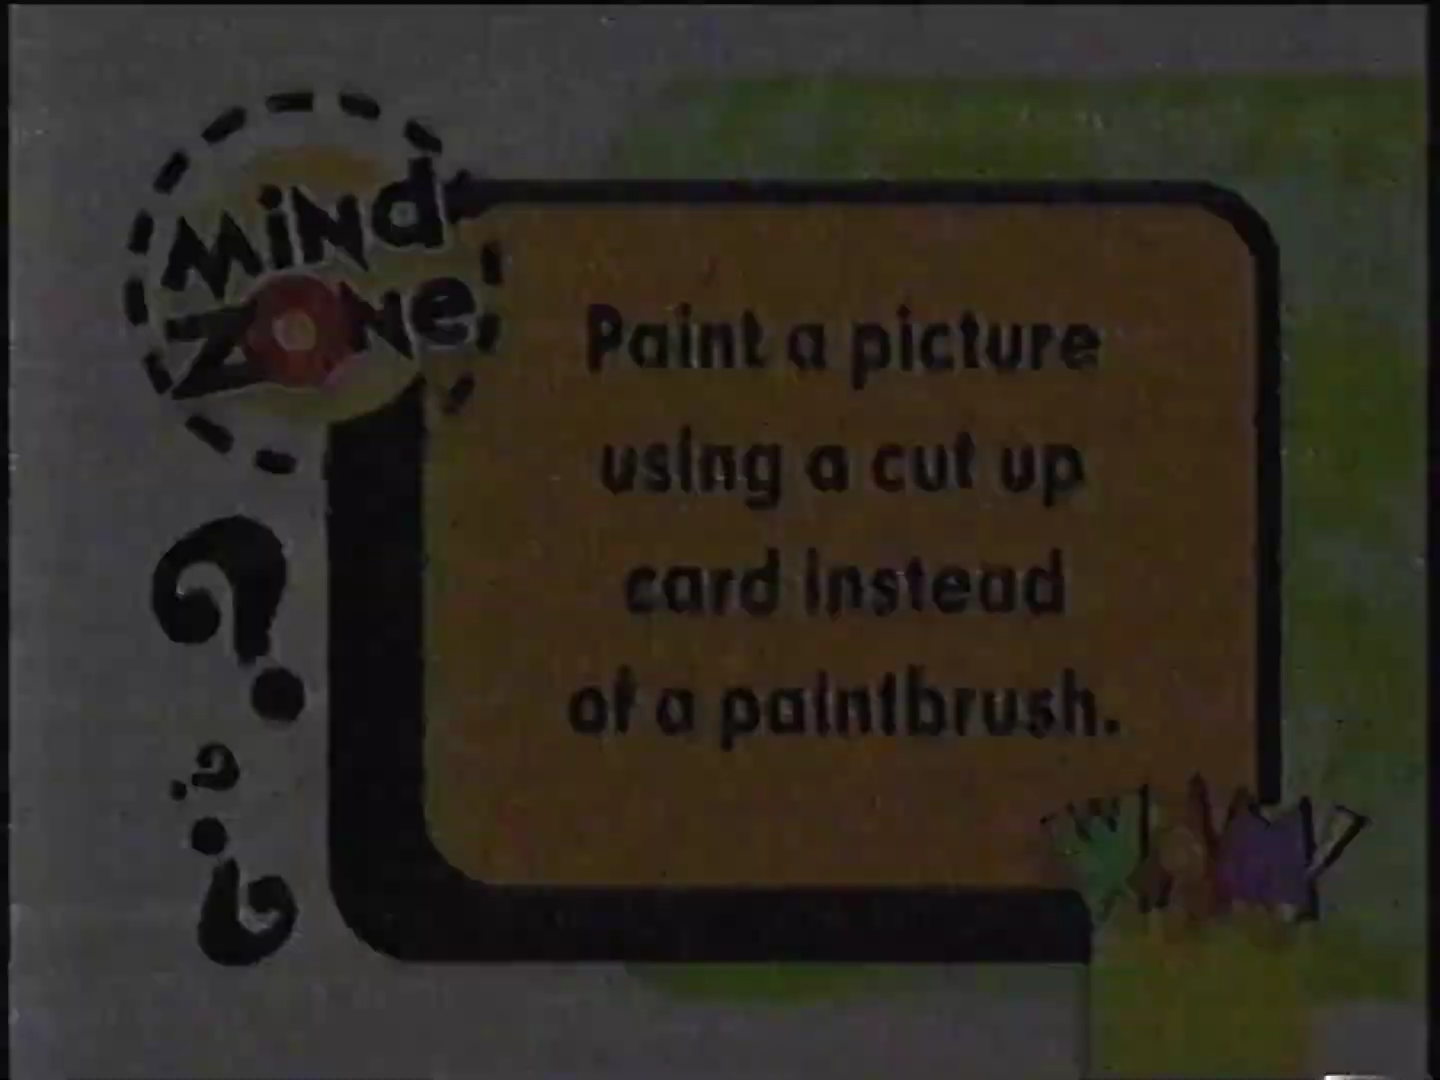 MiNd
ZoNe
Paint a picture
using a cut up
card instead
of a paintbrush.
? ? ?